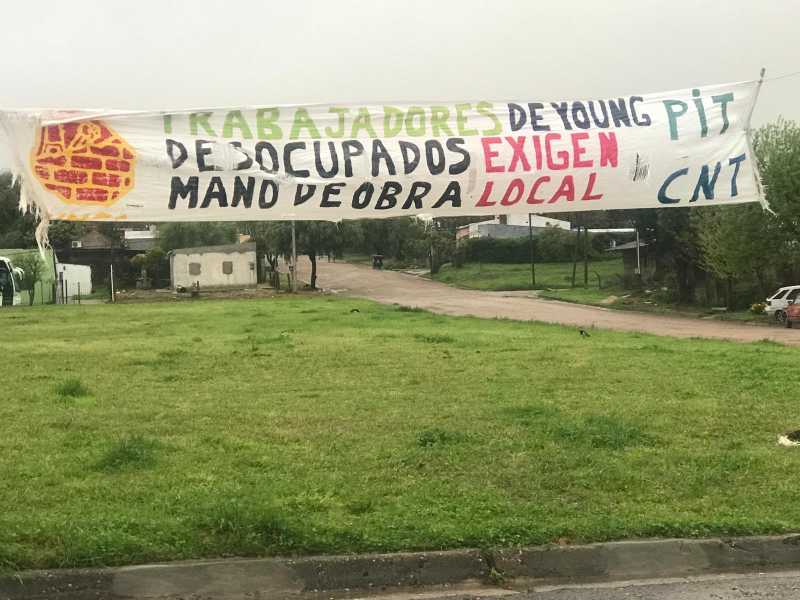 TRABAJADORES DE YOUNG PIT
DESOCUPADOS EXIGEN CNT
MANO DE OBRA LOCAL